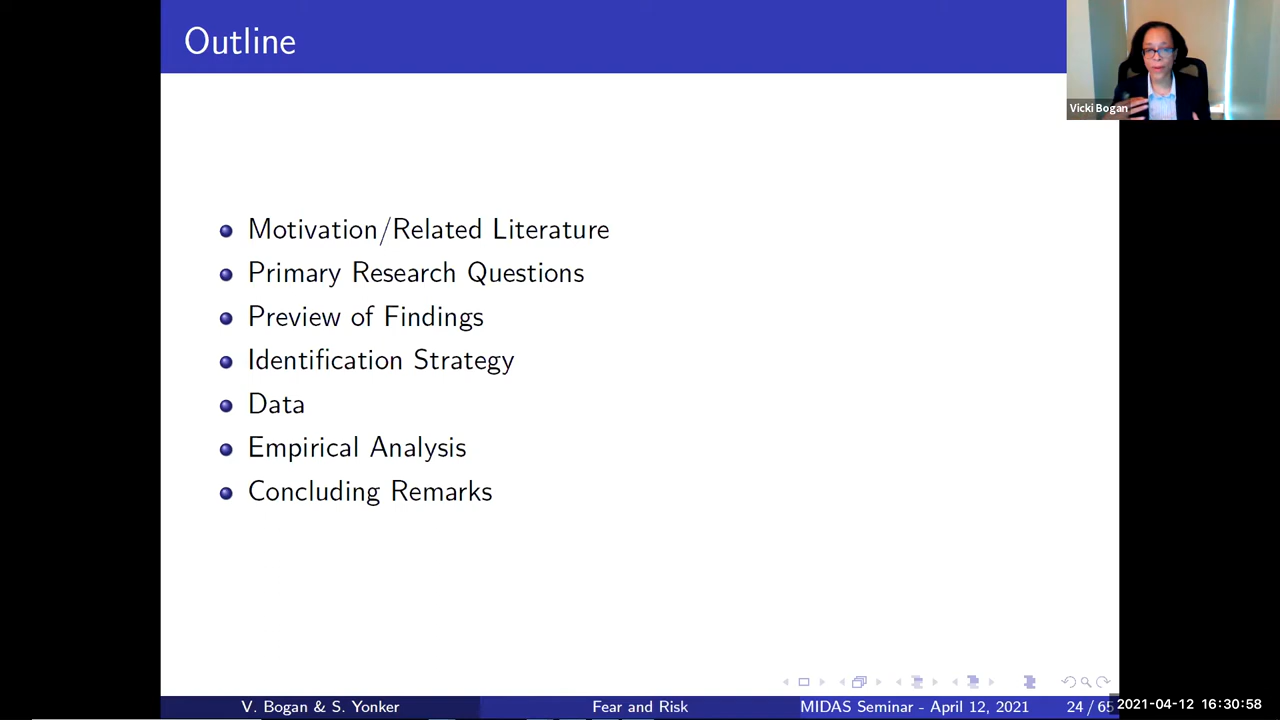 Outline
Vicki Bogan
Motivation/Related Literature
Primary Research Questions
Preview of Findings
Identification Strategy
Data
Empirical Analysis
Concluding Remarks
V. Bogan & S. Yonker Fear and Risk MIDAS Seminar - April 12, 2021 24 / 65 2021-04-12 16:30:58